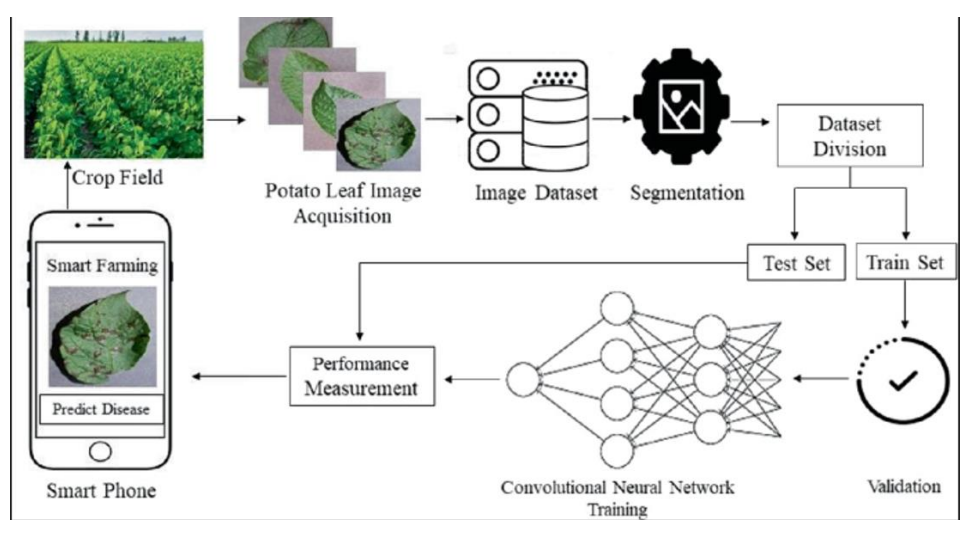 Crop Field
Potato Leaf Image
Acquisition
Image Dataset
Segmentation
Dataset
Division
Test Set
Train Set
Smart Farming
Predict Disease
Smart Phone
Performance
Measurement
Convolutional Neural Network
Training
Validation